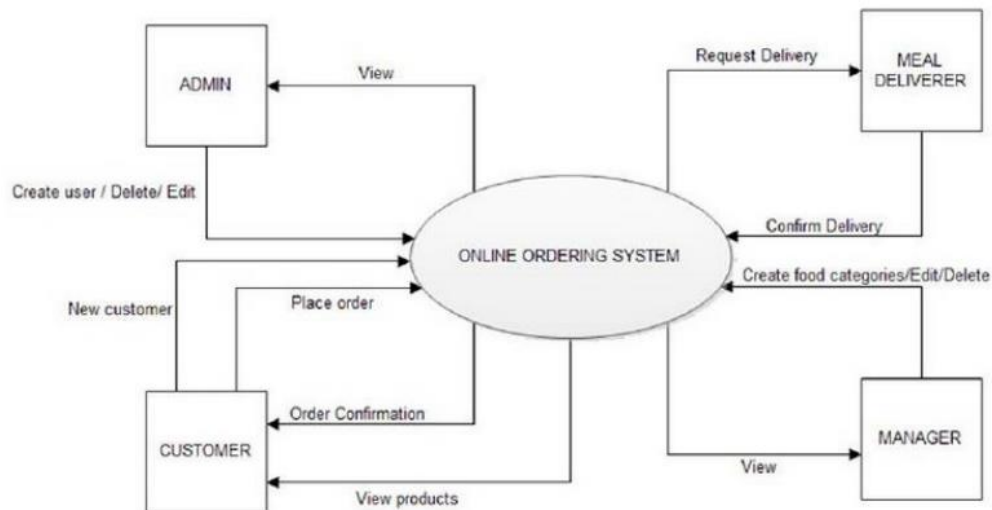 ADMIN
View
Request Delivery
MEAL
DELIVERER
Create user / Delete/ Edit
Confirm Delivery
ONLINE ORDERING SYSTEM
Create food categories/Edit/Delete
New customer
Place order
Order Confirmation
CUSTOMER
MANAGER
View
View products